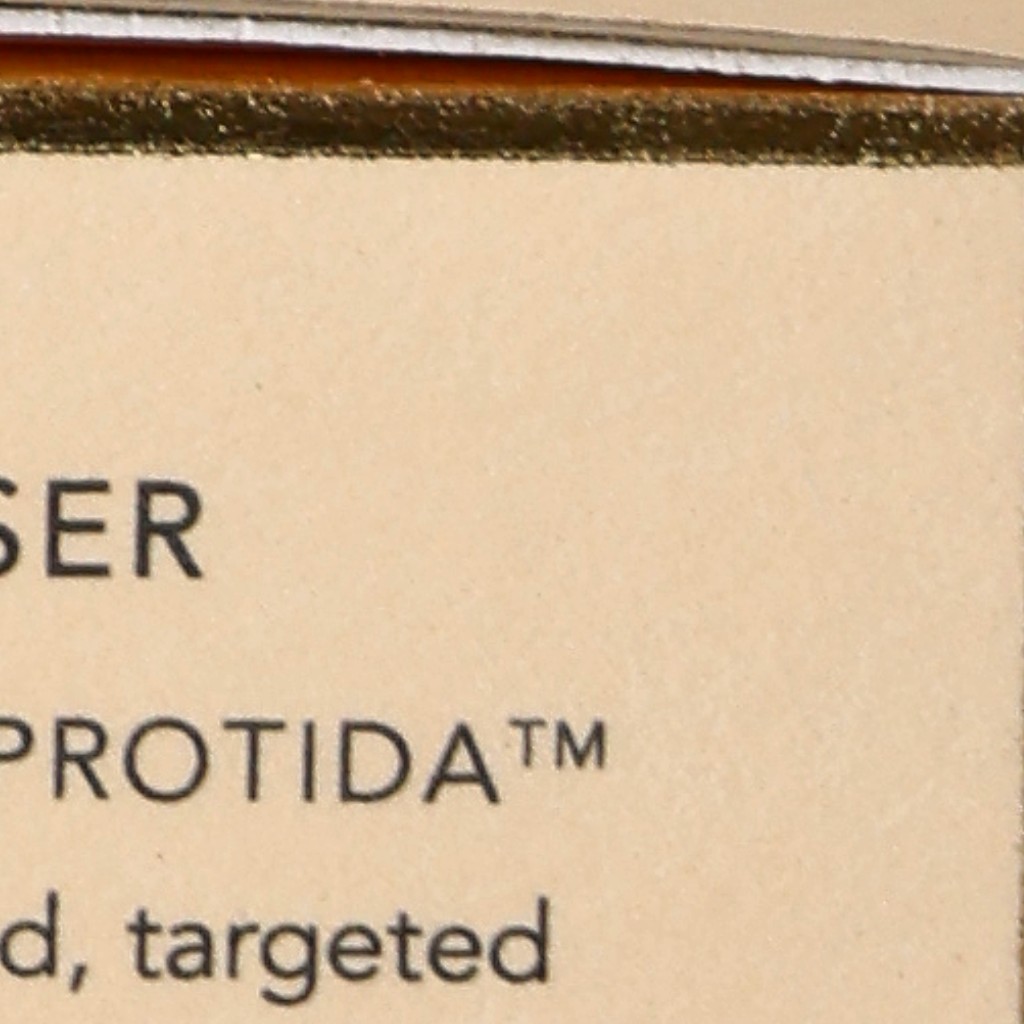 SER
PROTIDA™
d, targeted